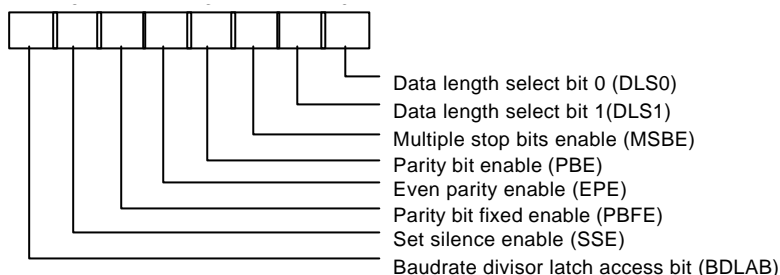 Data length select bit 0 (DLS0)
Data length select bit 1(DLS1)
Multiple stop bits enable (MSBE)
Parity bit enable (PBE)
Even parity enable (EPE)
Parity bit fixed enable (PBFE)
Set silence enable (SSE)
Baudrate divisor latch access bit (BDLAB)